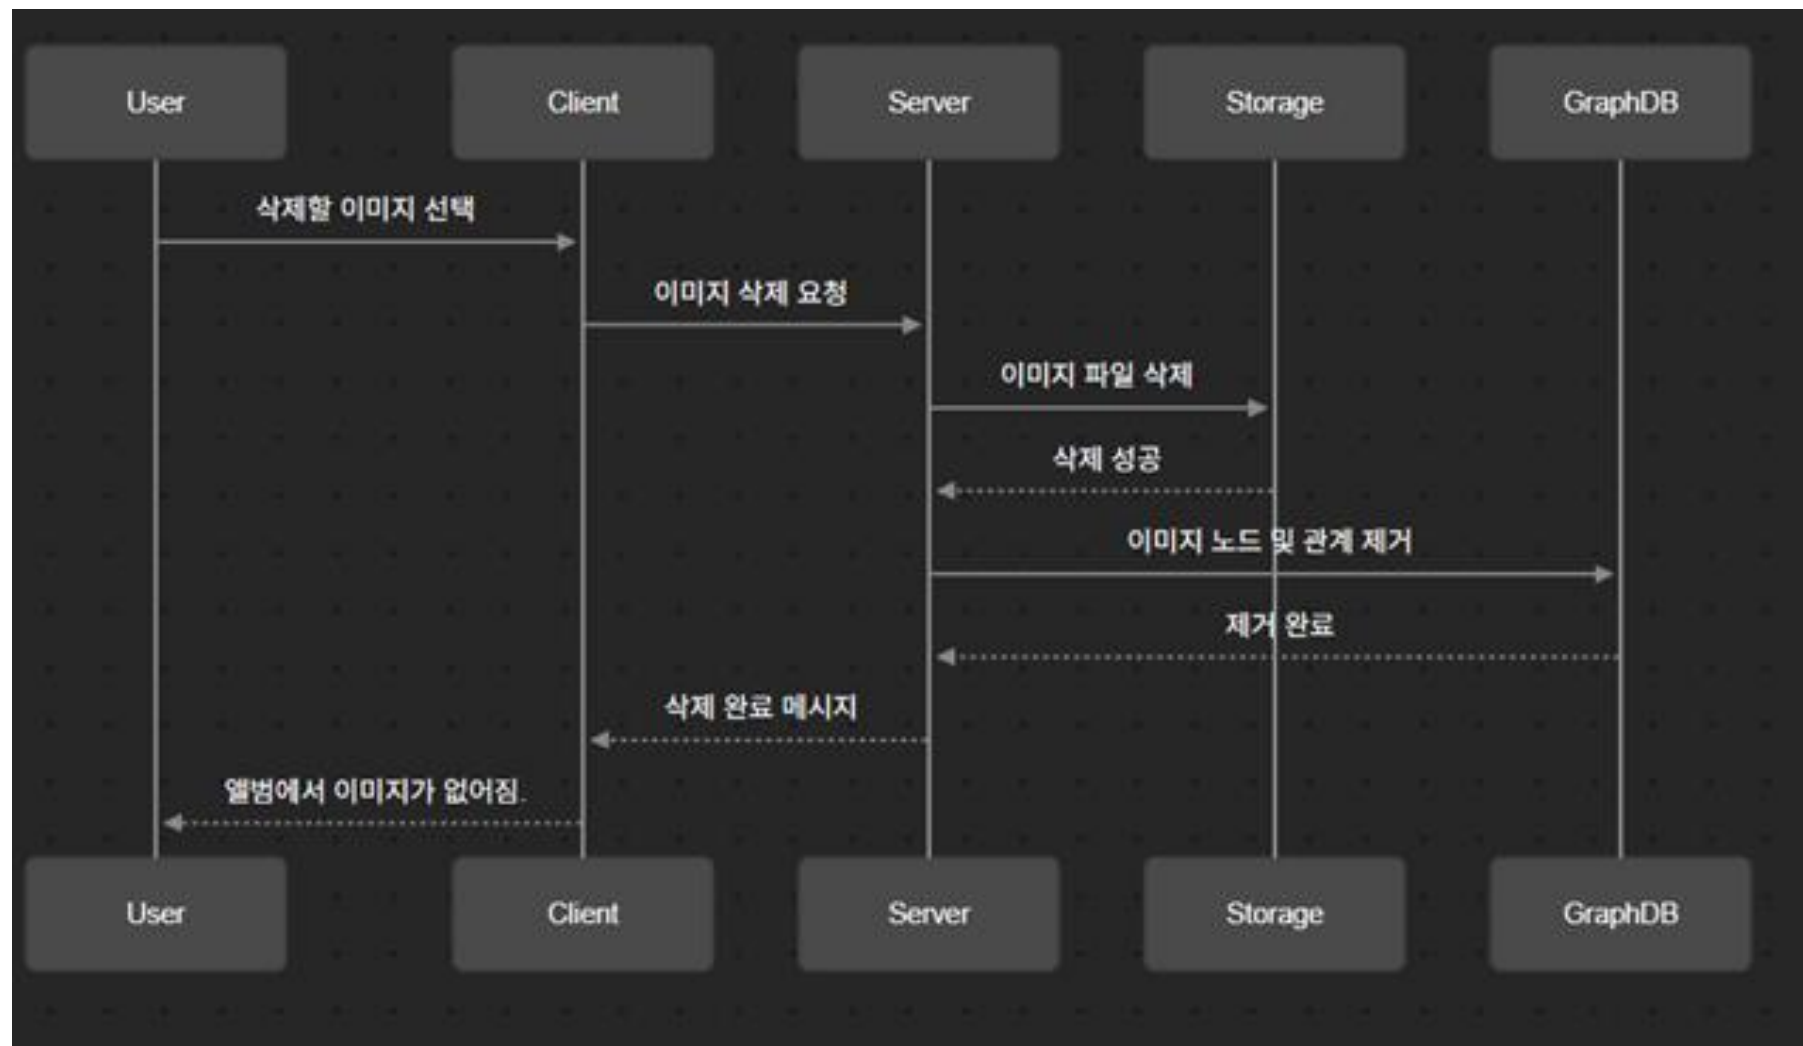 User
Client
Server
Storage
GraphDB
삭제할 이미지 선택
이미지 삭제 요청
이미지 파일 삭제
삭제 성공
이미지 노드 및 관계 제거
제거 완료
삭제 완료 메시지
앨범에서 이미지가 없어짐.
User
Client
Server
Storage
GraphDB